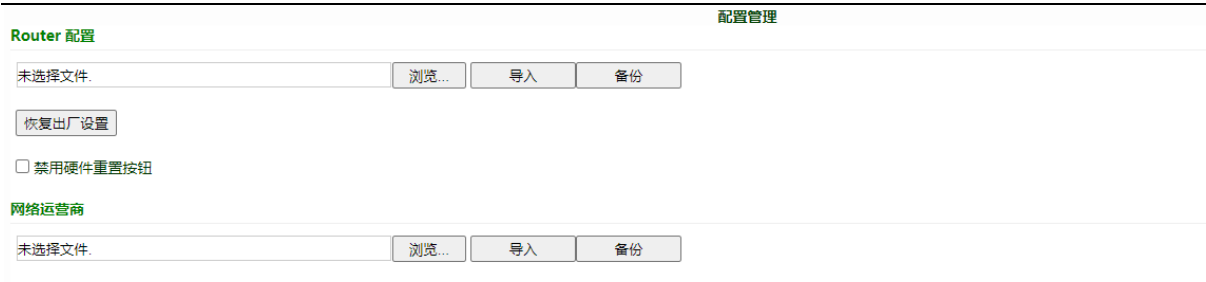 配置管理
Router 配置
未选择文件. 浏览... 导入 备份
恢复出厂设置
禁用硬件重置按钮
网络运营商
未选择文件. 浏览... 导入 备份